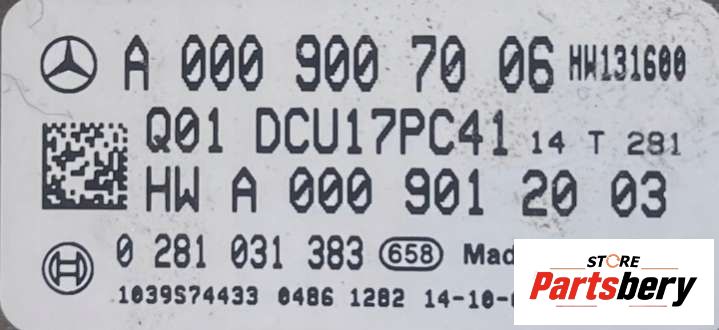 A 000 900 70 06 HW131600
Q01 DCU17PC41 14 T 281
HW A 000 901 20 03
0 281 031 383 658 Mad
1039S74433 0486 1282 14-10-
STORE
Partsbery